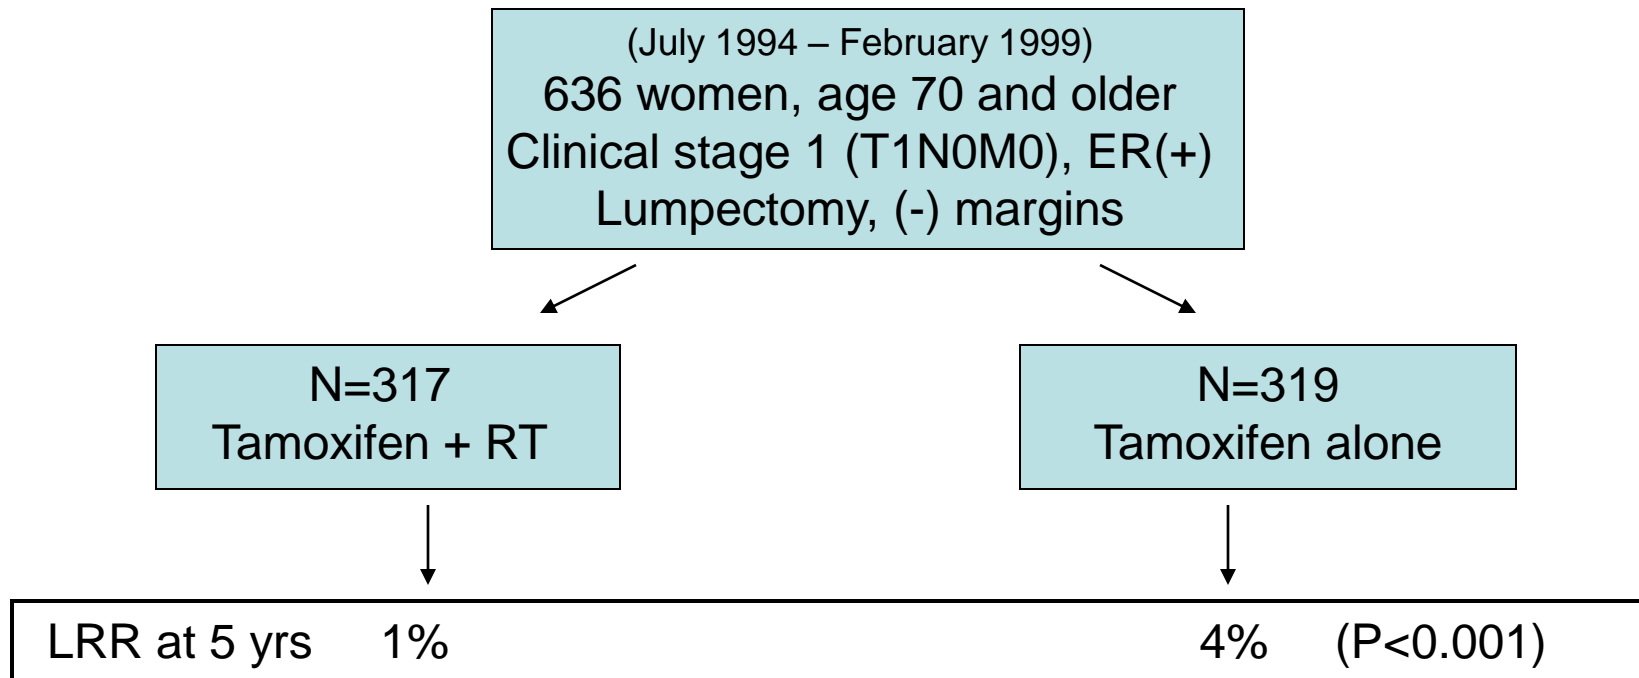 (July 1994 – February 1999)
636 women, age 70 and older
Clinical stage 1 (T1N0M0), ER(+)
Lumpectomy, (-) margins
N=317
Tamoxifen + RT
N=319
Tamoxifen alone
LRR at 5 yrs 1% 4% (P<0.001)